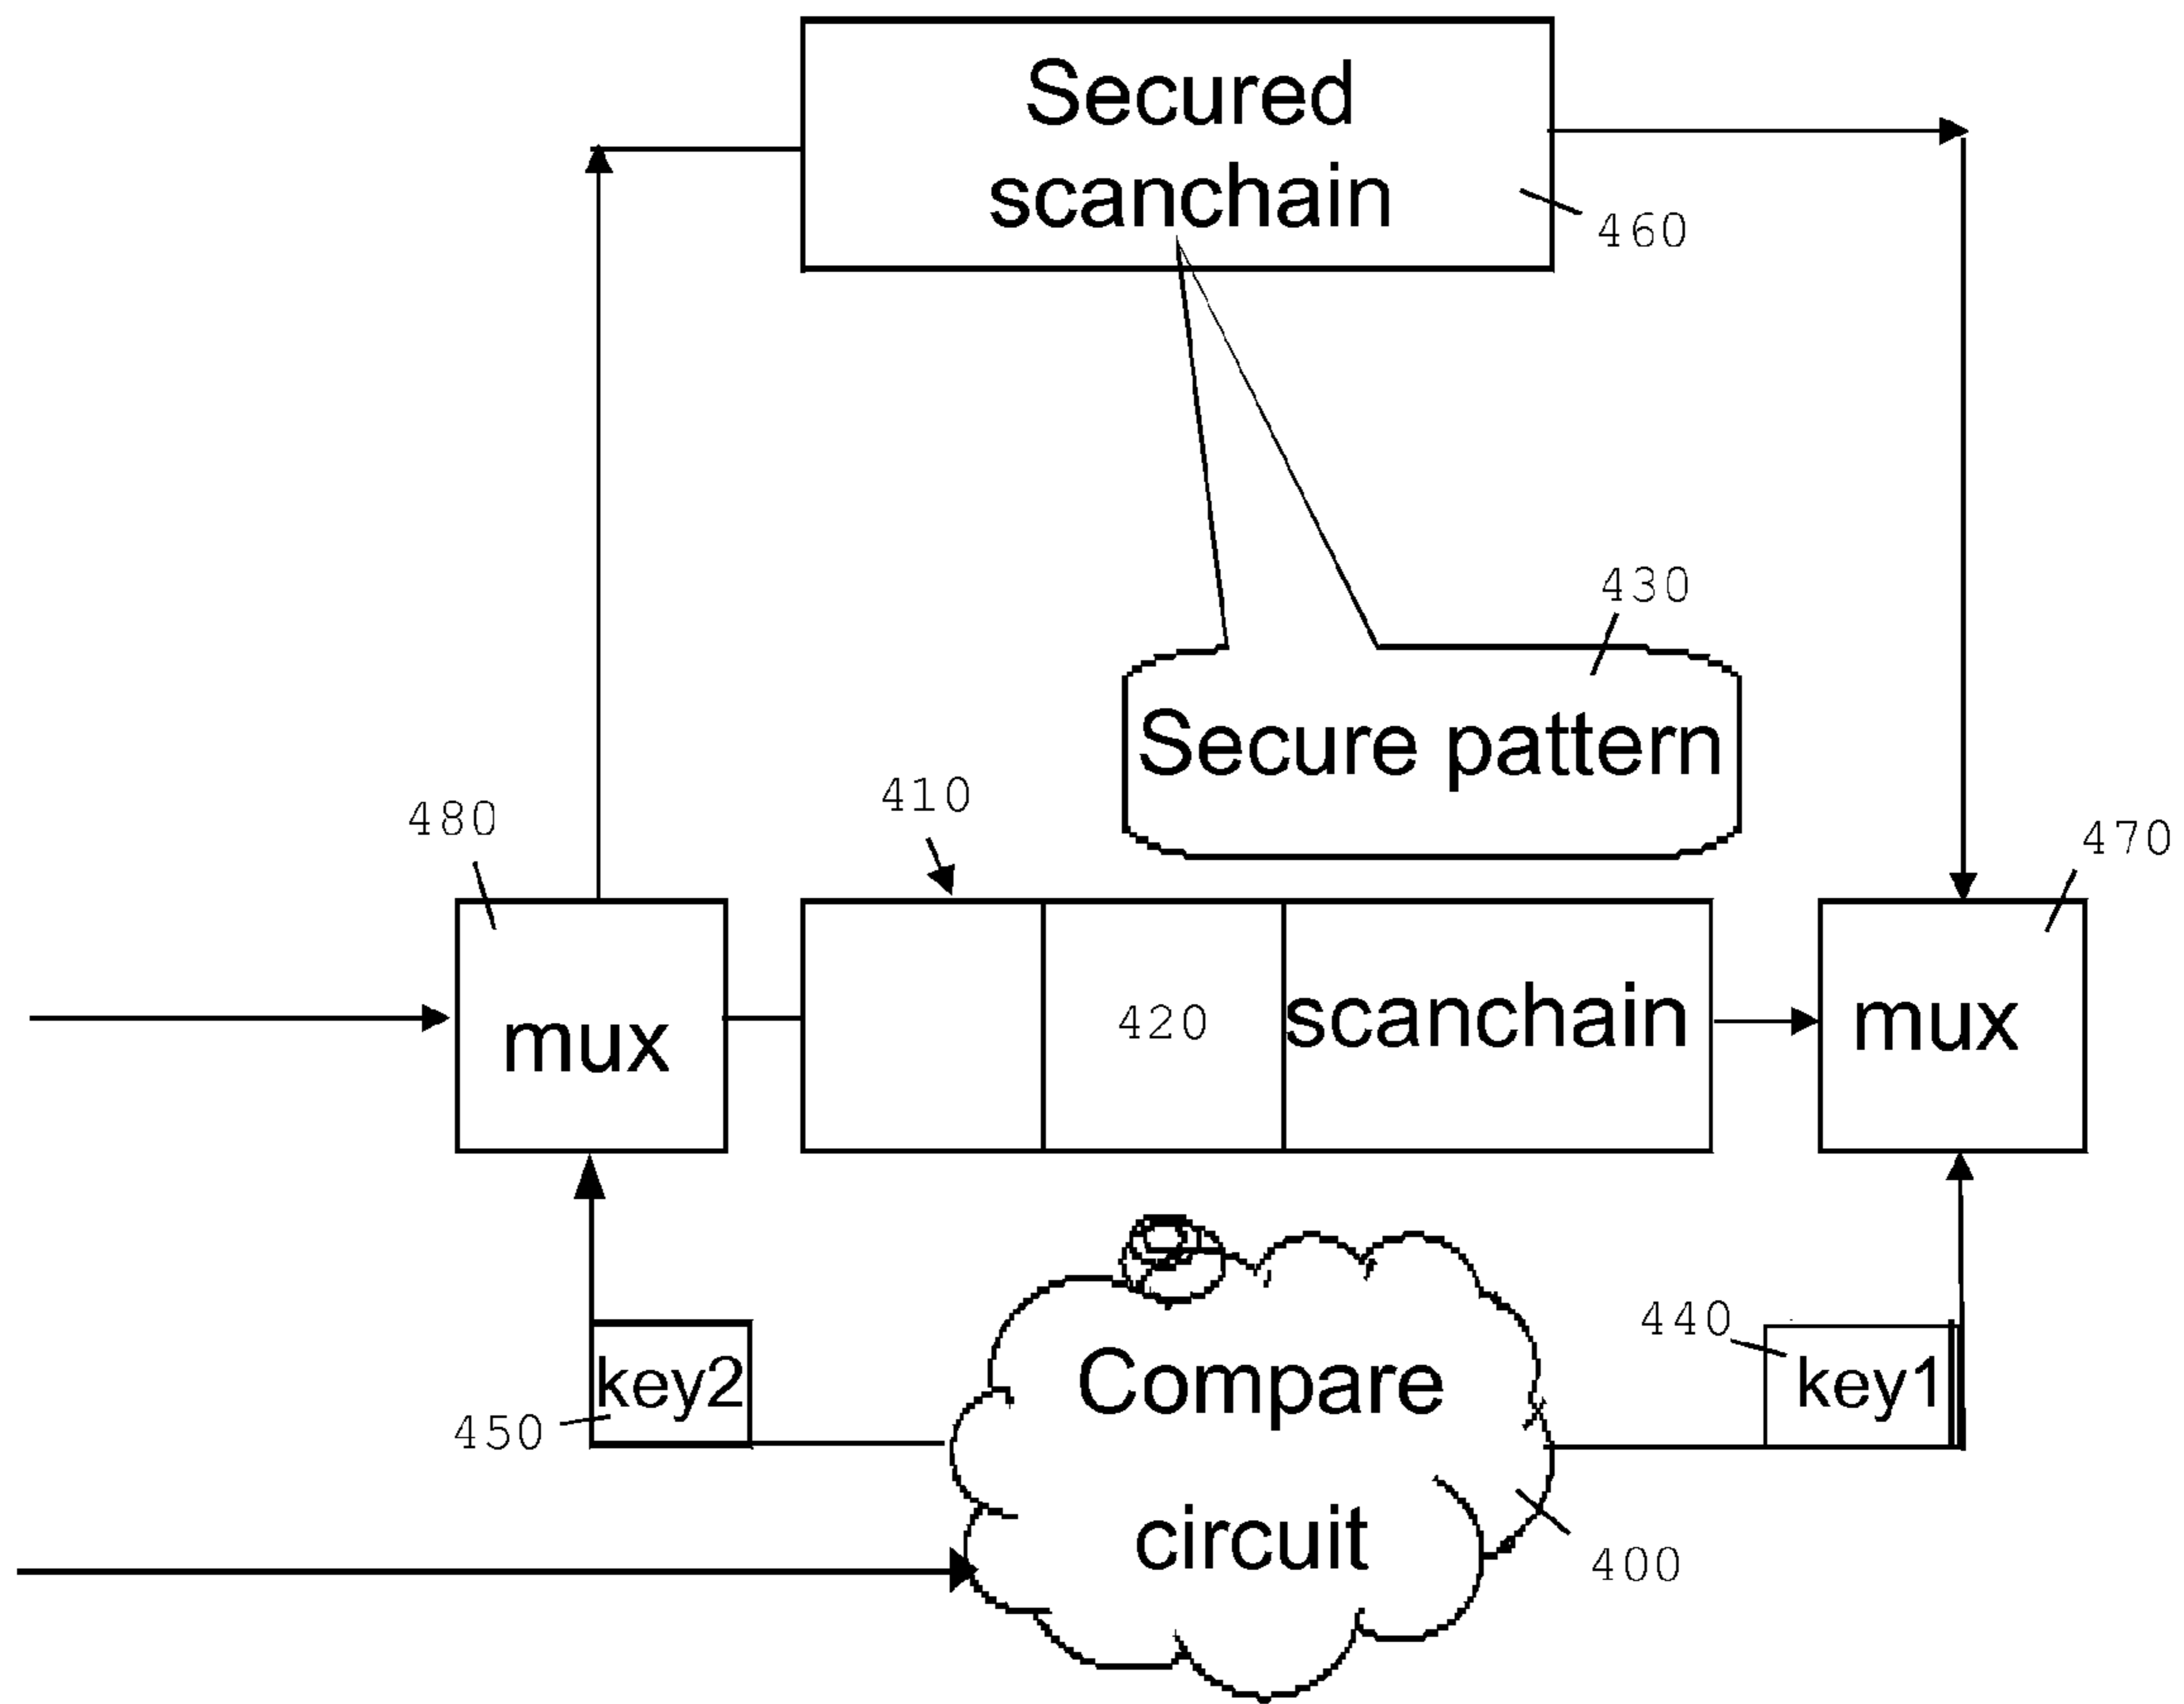 Secured
scanchain
460
430
Secure pattern
410
480
470
mux
420
scanchain
mux
440
key2
Compare
key1
450
circuit
400